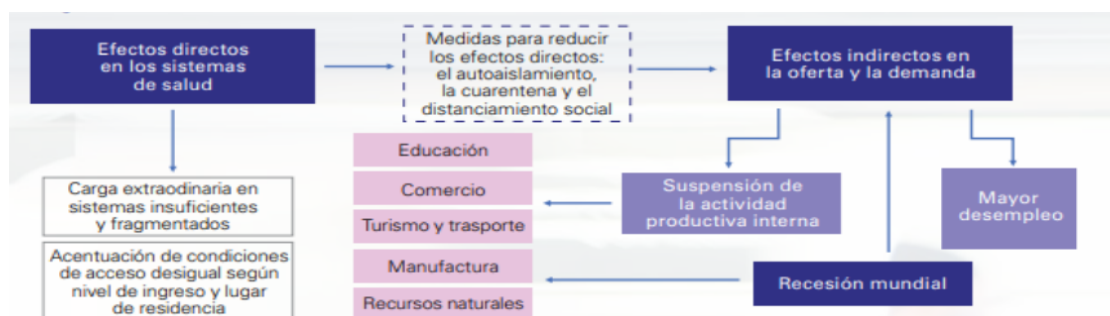 Efectos directos
en los sistemas
de salud
Medidas para reducir
los efectos directos:
el autoaislamiento,
la cuarentena y el
distanciamiento social
Efectos indirectos en
la oferta y la demanda
Carga extraodinaria en
sistemas insuficientes
y fragmentados
Acentuación de condiciones
de acceso desigual según
nivel de ingreso y lugar
de residencia
Educación
Comercio
Turismo y trasporte
Manufactura
Recursos naturales
Suspensión de
la actividad
productiva interna
Mayor
desempleo
Recesión mundial